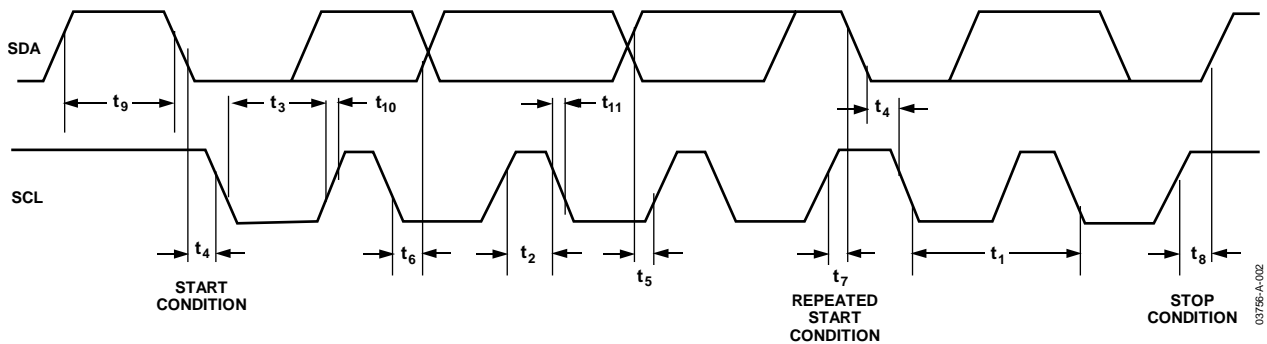 SDA
t9
t3
t10
t11
t4
SCL
t4
t6
t2
t5
t7
t1
t8
START
CONDITION
REPEATED
START
CONDITION
STOP
CONDITION
03756-A-002